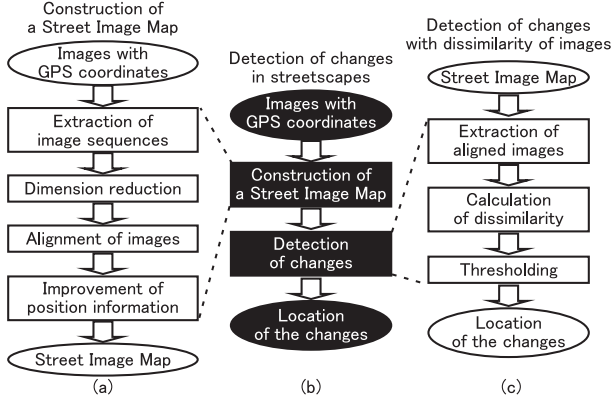 Construction of
a Street Image Map
Images with
GPS coordinates
Extraction of
image sequences
Dimension reduction
Alignment of images
Improvement of
position information
Street Image Map
(a)
Detection of changes
in streetscapes
Images with
GPS coordinates
Construction of
a Street Image Map
Detection
of changes
Location
of the changes
(b)
Detection of changes
with dissimilarity of images
Street Image Map
Extraction of
aligned images
Calculation
of dissimilarity
Thresholding
Location
of the changes
(c)